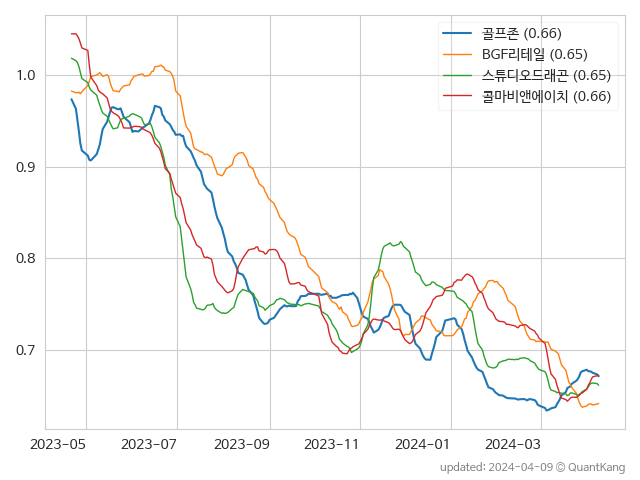 골프존 (0.66)
BGF리테일 (0.65)
스튜디오드래곤 (0.65)
콜마비앤에이치 (0.66)
1.0
0.9
0.8
0.7
2023-05 2023-07 2023-09 2023-11 2024-01 2024-03
updated: 2024-04-09 © QuantKang